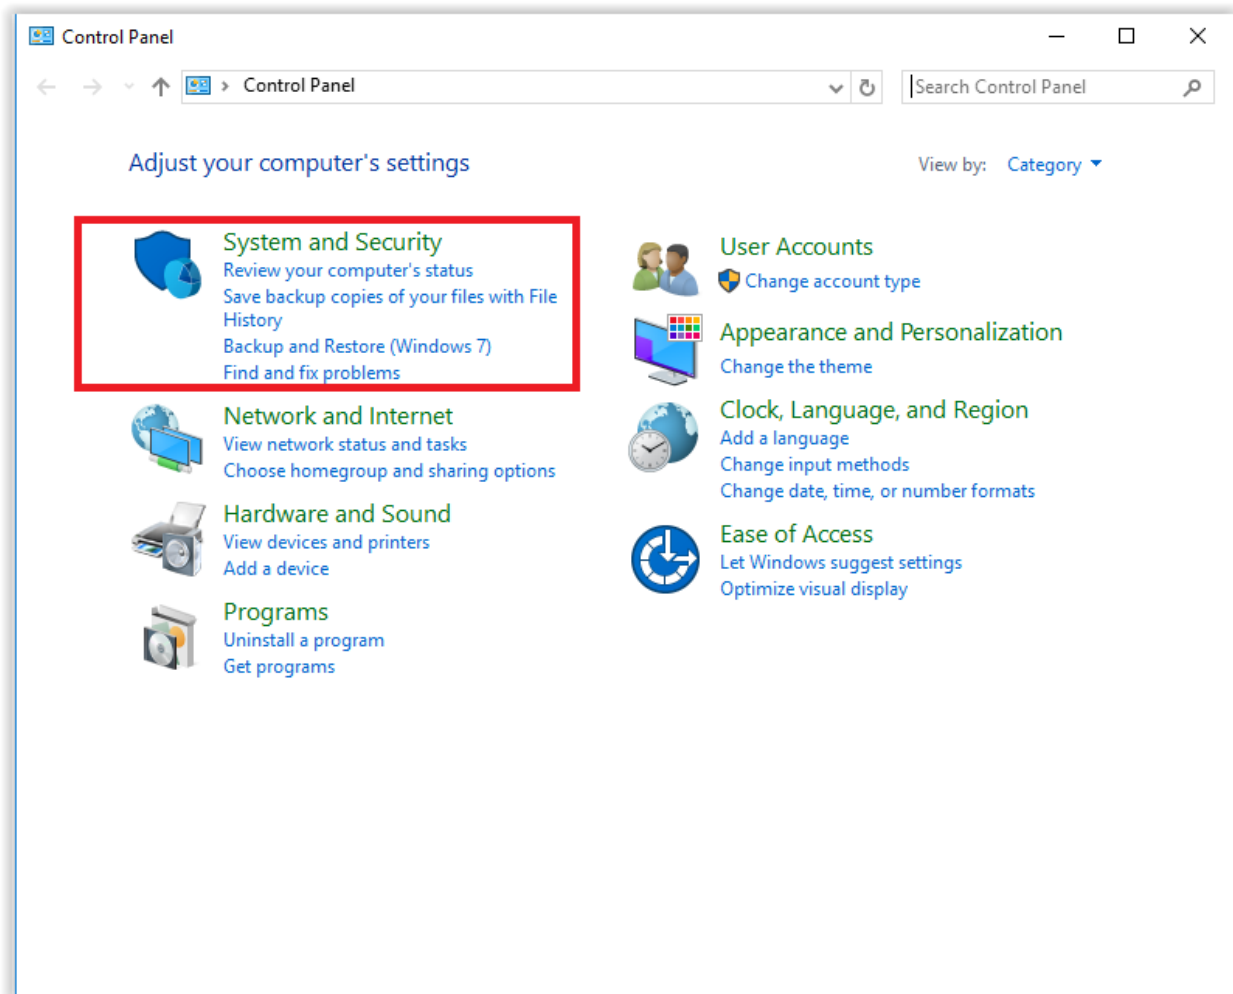 Control Panel
Control Panel
Search Control Panel
Adjust your computer's settings
View by: Category
System and Security
Review your computer's status
Save backup copies of your files with File
History
Backup and Restore (Windows 7)
Find and fix problems
Network and Internet
View network status and tasks
Choose homegroup and sharing options
Hardware and Sound
View devices and printers
Add a device
Programs
Uninstall a program
Get programs
User Accounts
Change account type
Appearance and Personalization
Change the theme
Clock, Language, and Region
Add a language
Change input methods
Change date, time, or number formats
Ease of Access
Let Windows suggest settings
Optimize visual display